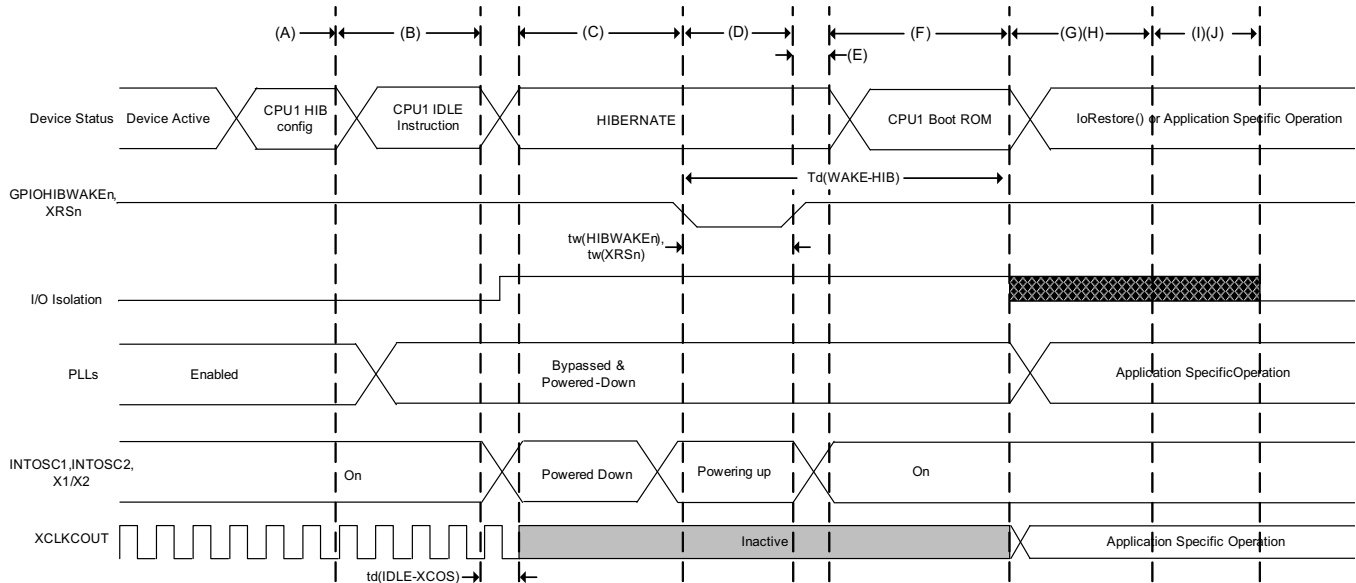 (A) (B) (C) (D) (F) (G)(H) (I)(J)
(E)
Device Status Device Active CPU1 HIB config CPU1 IDLE Instruction HIBERNATE CPU1 Boot ROM IoRestore() or Application Specific Operation
Td(WAKE-HIB)
GPIOHIBWAKEn,
XRSn
tw(HIBWAKEn),
tw(XRSn)
I/O Isolation
PLLs Enabled Bypassed & Powered-Down Application SpecificOperation
INTOSC1,INTOSC2,
X1/X2
On Powered Down Powering up On
XCLKCOUT Inactive Application Specific Operation
td(IDLE-XCOS)